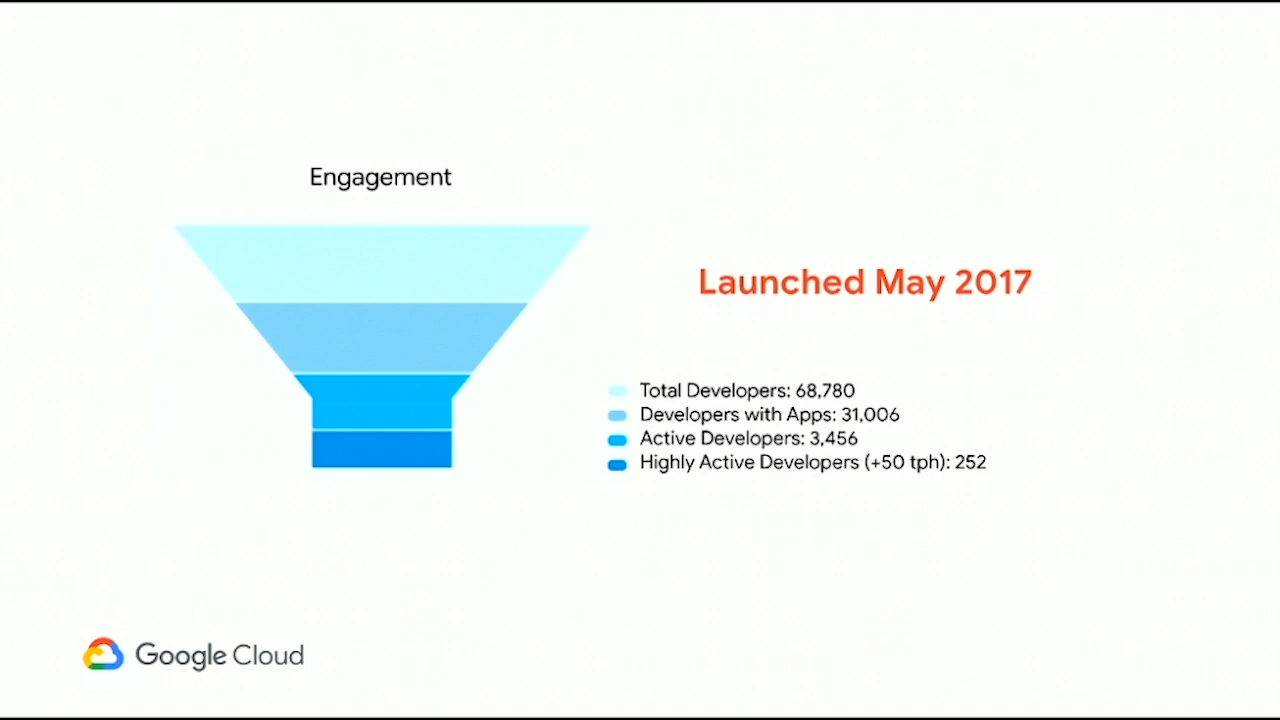 Engagement
Launched May 2017
Total Developers: 68,780
Developers with Apps: 31,006
Active Developers: 3,456
Highly Active Developers (+50 tph): 252
Google Cloud